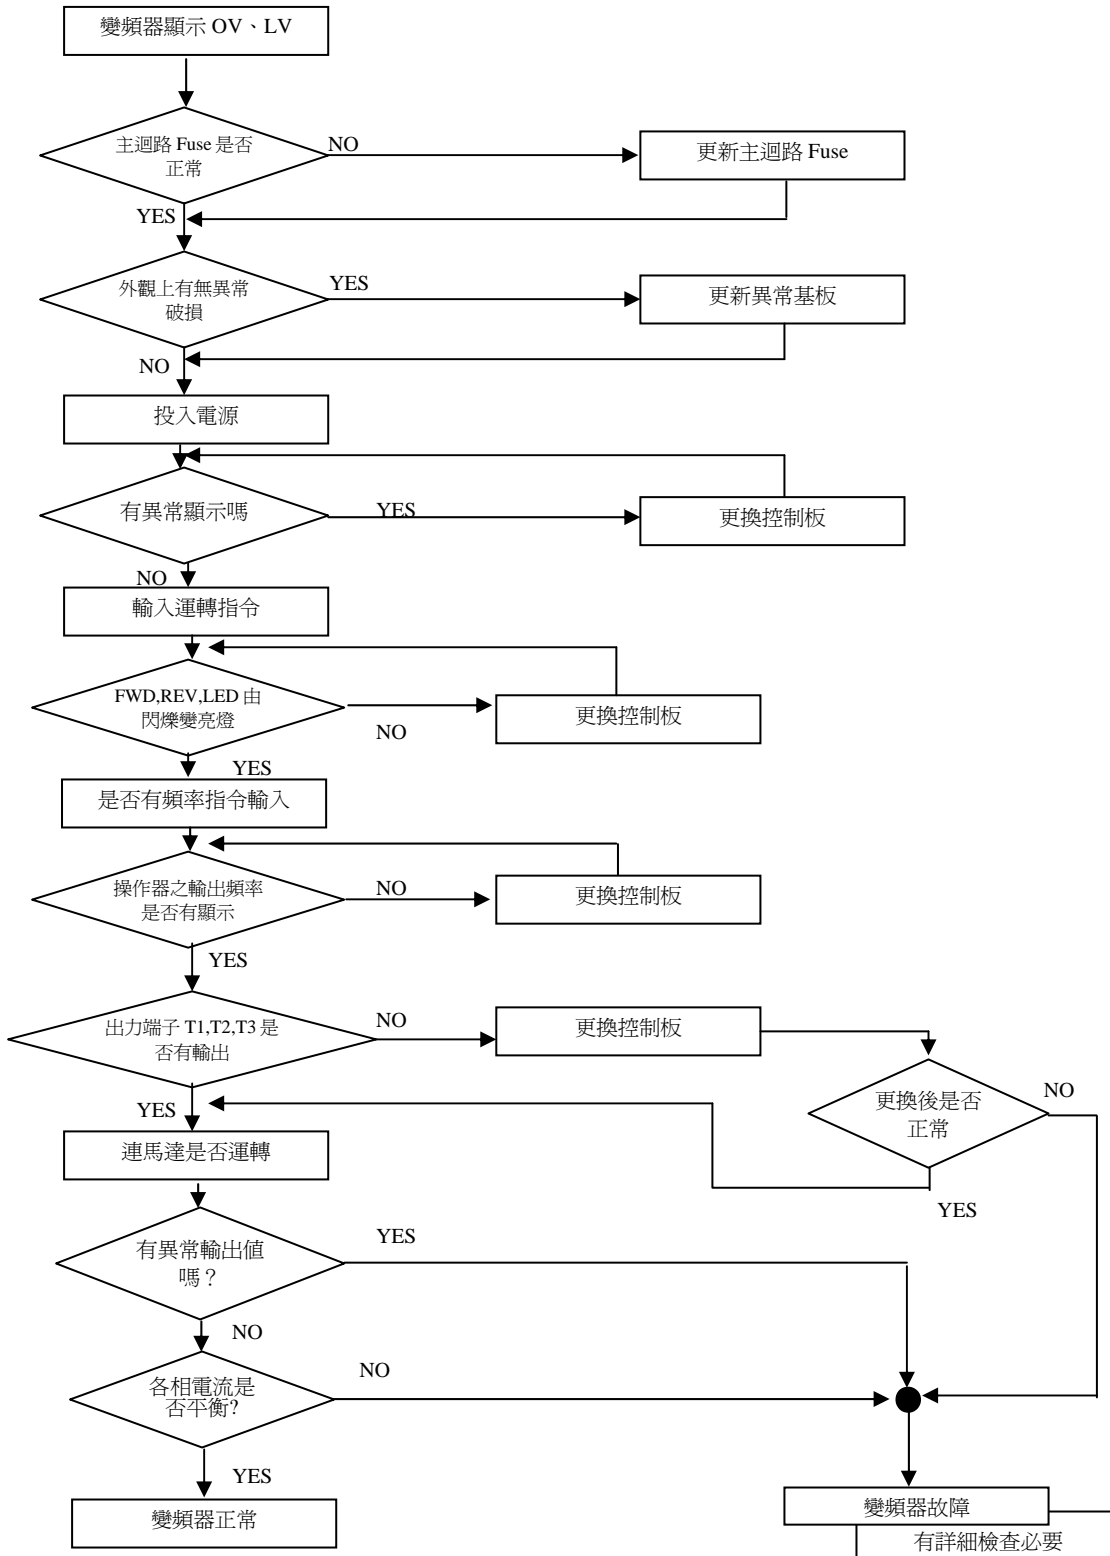 變頻器顯示 OV、LV
主迴路 Fuse 是否
正常
NO
更新主迴路 Fuse
YES
外觀上有無異常
破損
YES
更新異常基板
NO
投入電源
有異常顯示嗎
YES
更換控制板
NO
輸入運轉指令
FWD,REV,LED 由
閃爍變亮燈
NO
更換控制板
YES
是否有頻率指令輸入
操作器之輸出頻率
是否有顯示
NO
更換控制板
YES
出力端子 T1,T2,T3 是
否有輸出
NO
更換控制板
更換後是否
正常
NO
YES
YES
連馬達是否運轉
有異常輸出值
嗎？
YES
NO
各相電流是
否平衡?
NO
YES
變頻器正常
變頻器故障
有詳細檢查必要